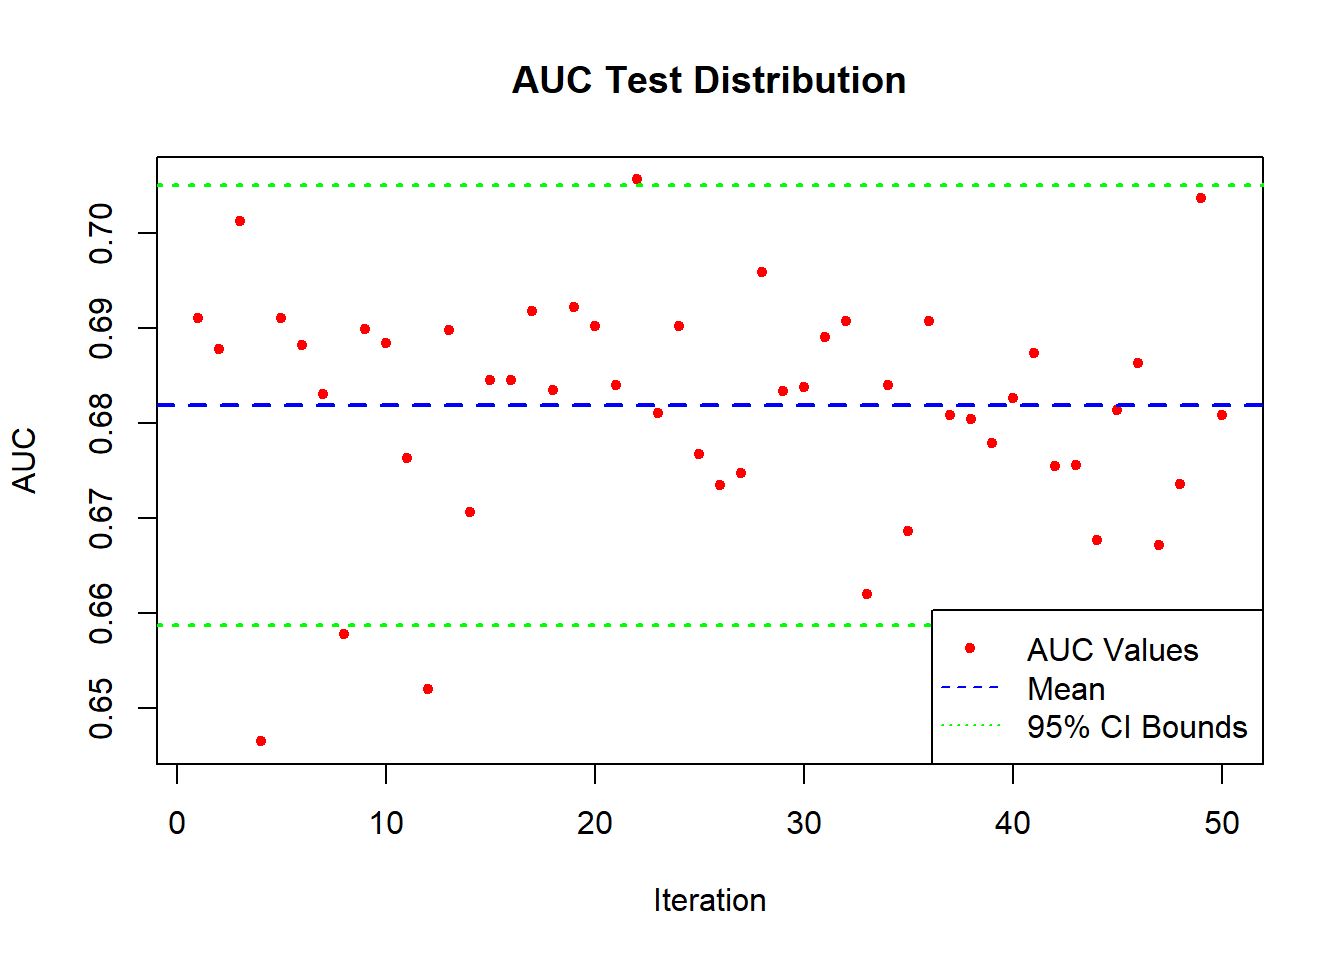 AUC Test Distribution
AUC
0.70
0.69
0.68
0.67
0.66
0.65
AUC Values
Mean
95% CI Bounds
0 10 20 30 40 50
Iteration